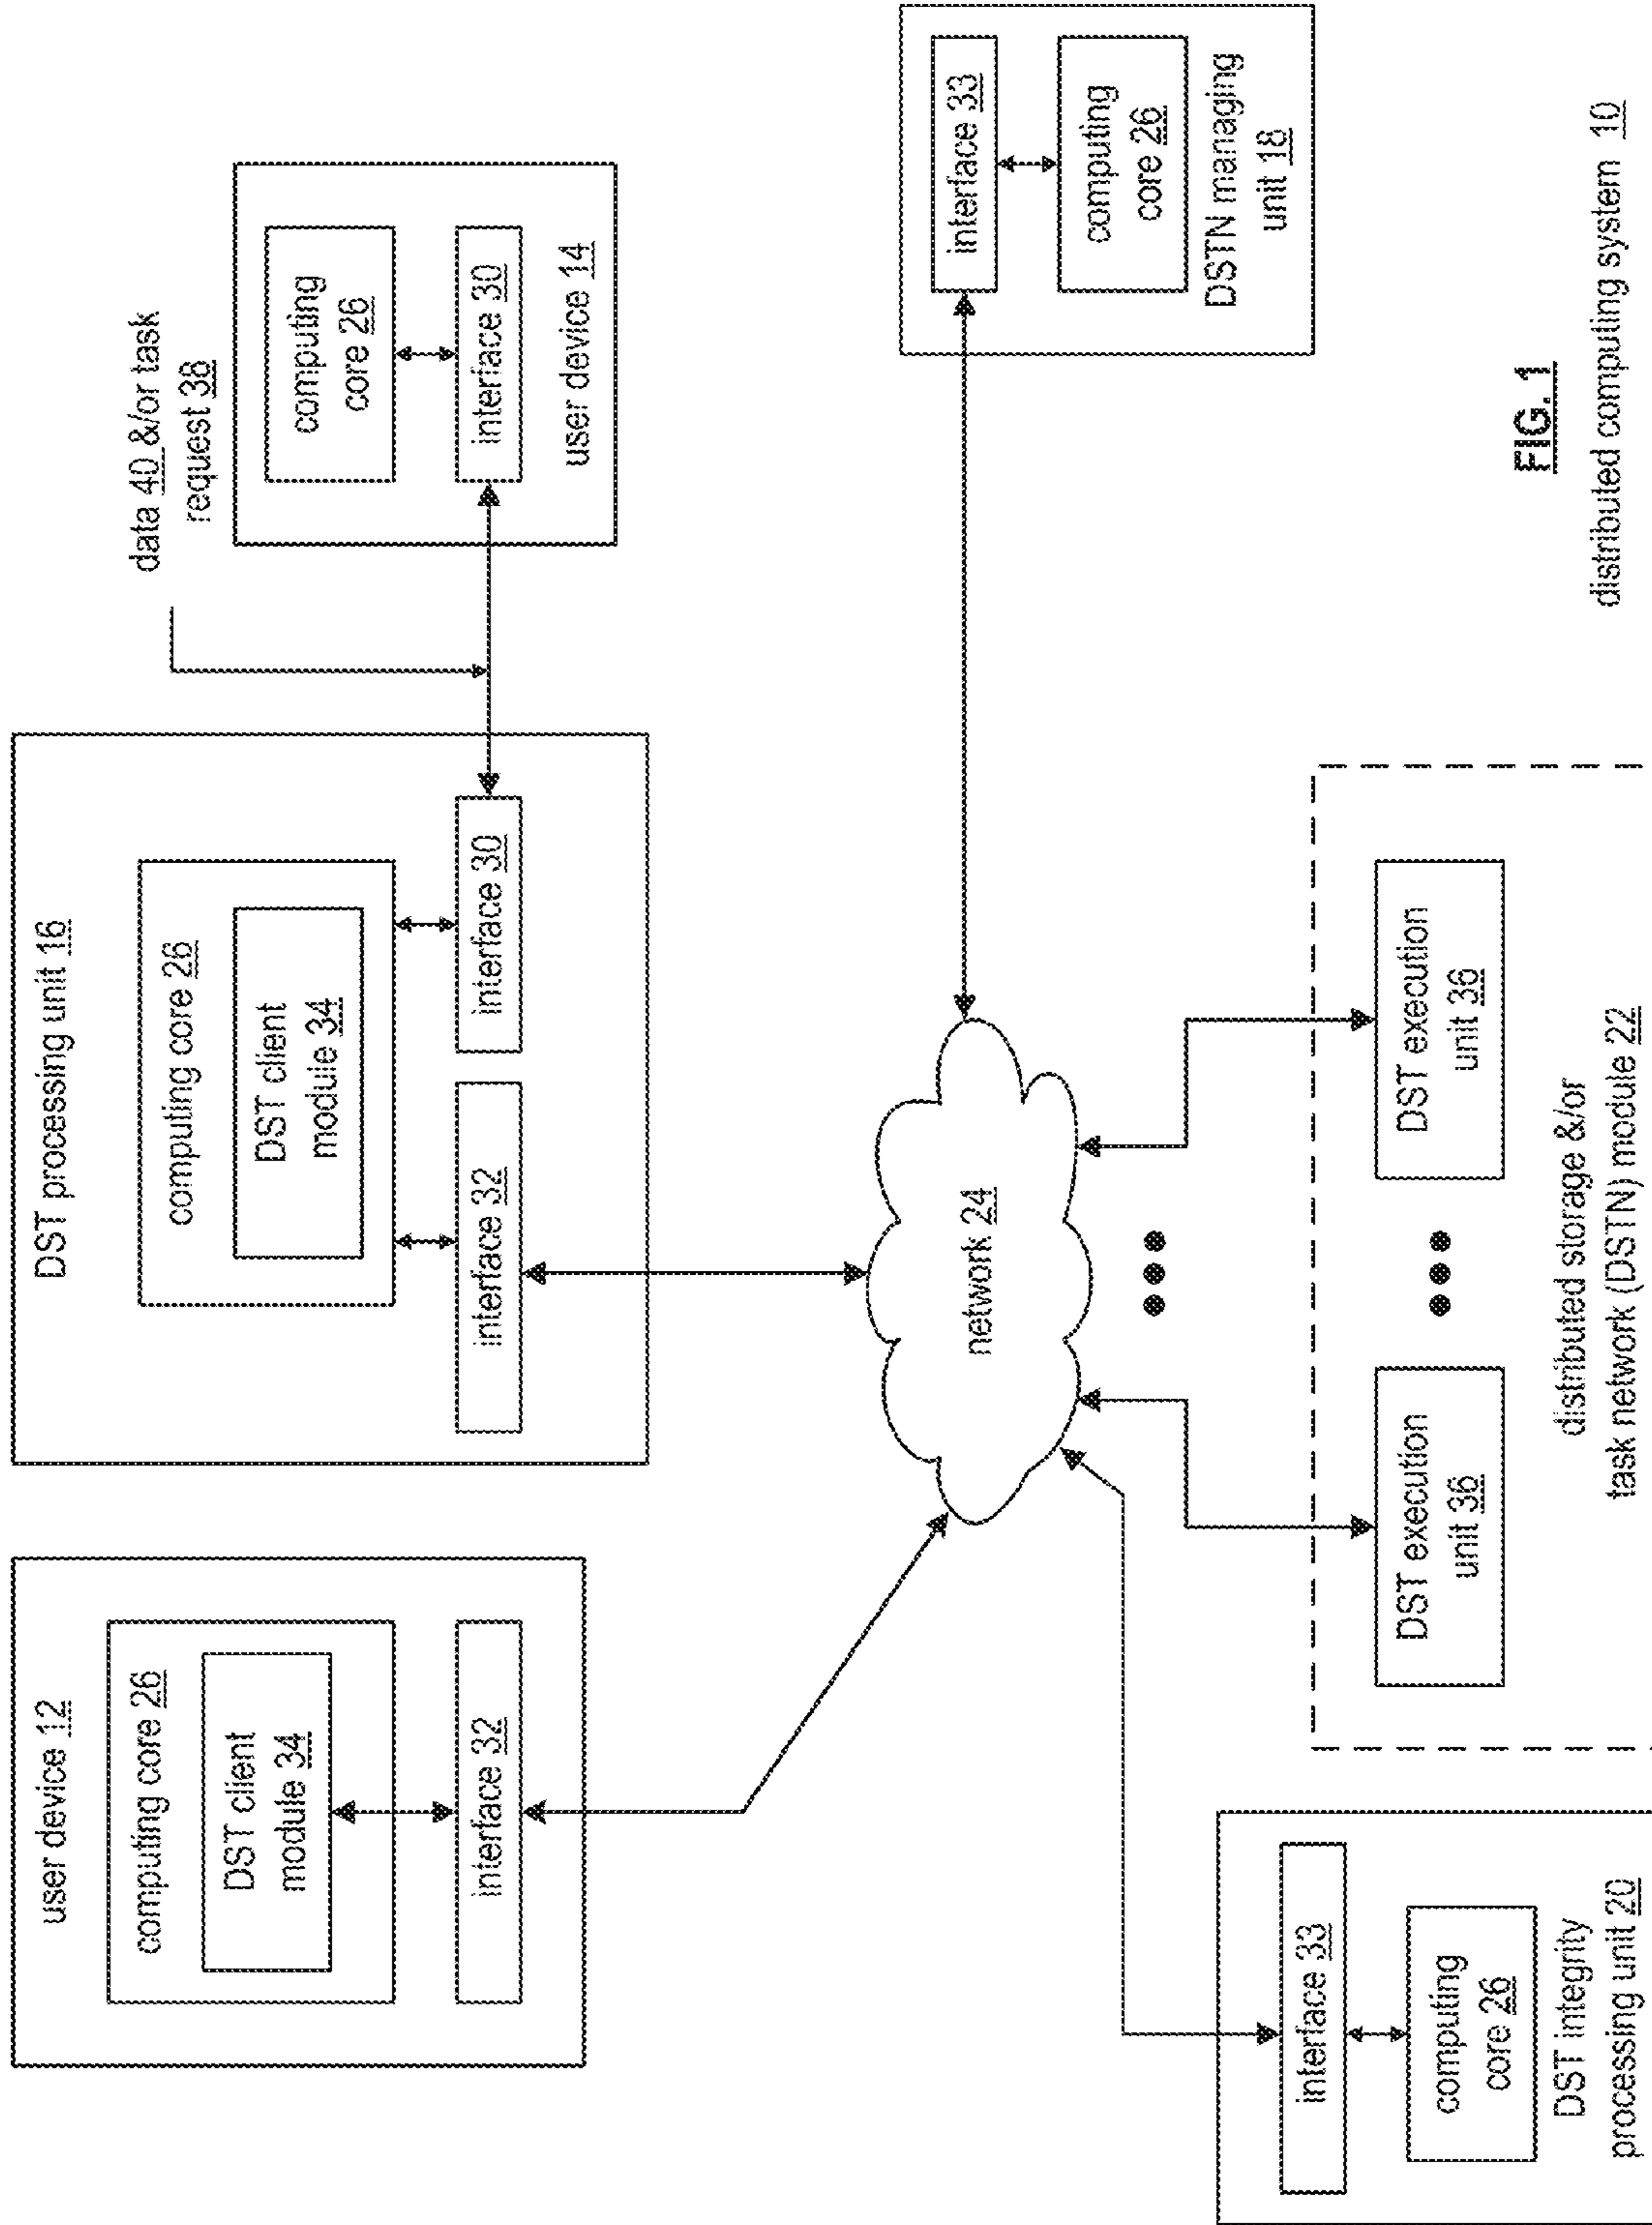 user device 12
computing core 26
DST client
module 34
interface 32
DST processing unit 16
computing core 26
DST client
module 34
interface 32
interface 30
data 40 &/or task
request 38
computing
core 26
interface 30
user device 14
network 24
interface 33
computing
core 26
DSTN managing
unit 18
interface 33
computing
core 26
DST integrity
processing unit 20
DST execution
unit 36
DST execution
unit 36
distributed storage &/or
task network (DSTN) module 22
FIG. 1
distributed computing system 10